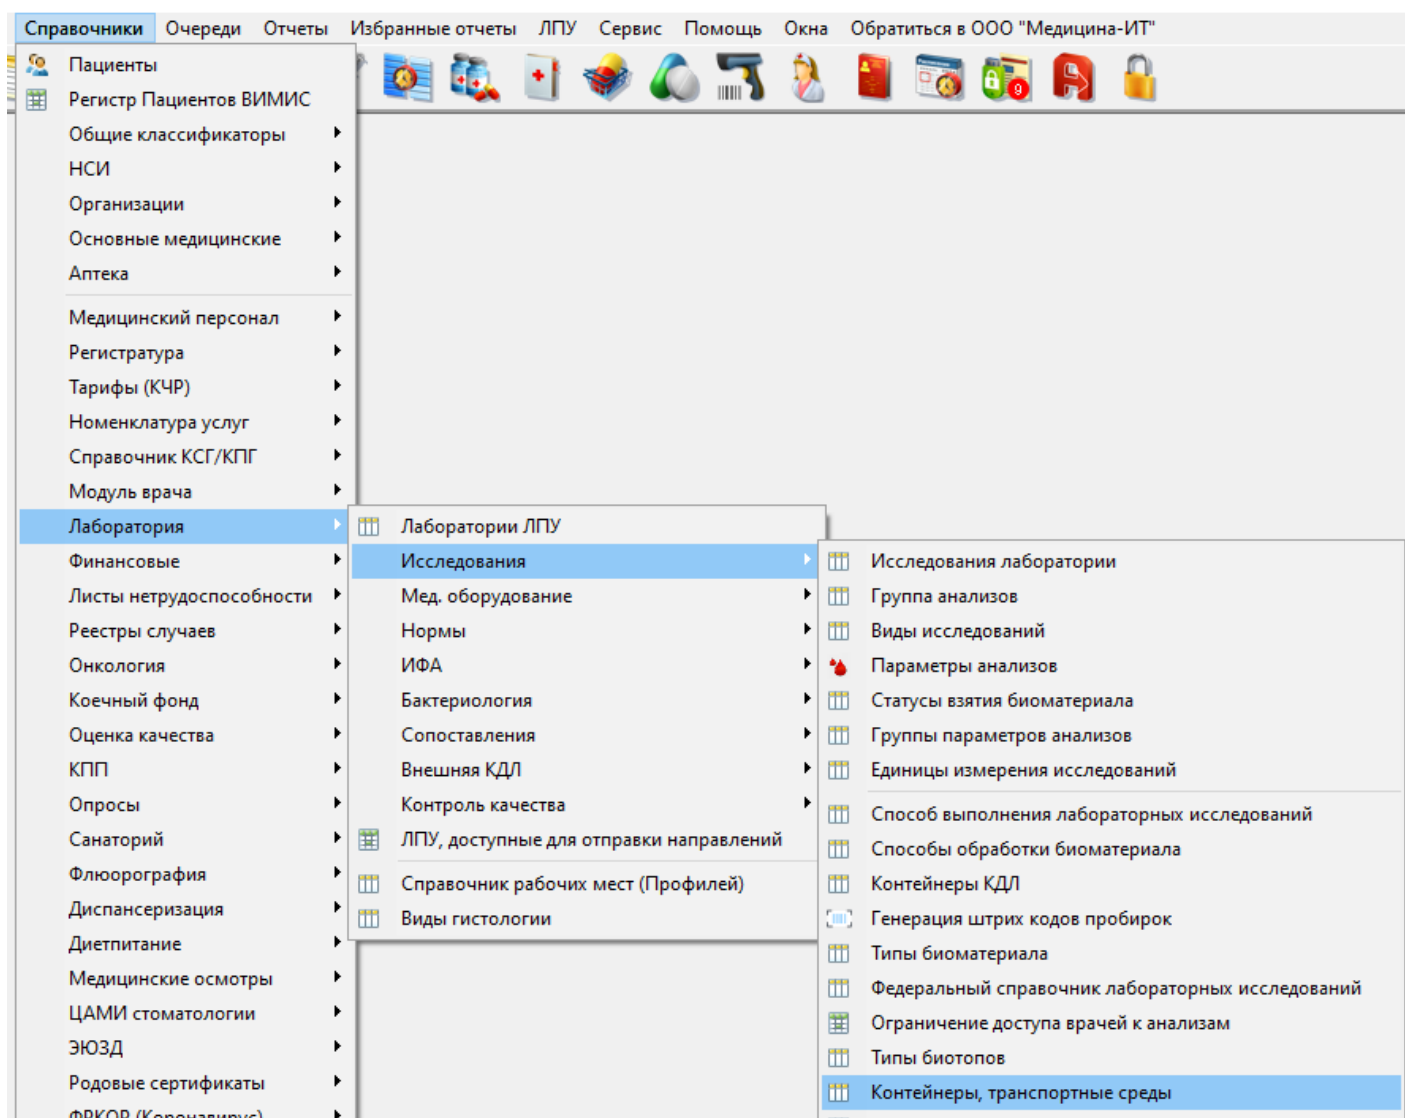 Справочники Очереди Отчеты Избранные отчеты ЛПУ Сервис Помощь Окна Обратиться в ООО "Медицина-ИТ"
9
Пациенты
Регистр Пациентов ВИМИС
Общие классификаторы
НСИ
Организации
Основные медицинские
Аптека
Медицинский персонал
Регистратура
Тарифы (КЧР)
Номенклатура услуг
Справочник КСГ/КПГ
Модуль врача
Лаборатория
Финансовые
Листы нетрудоспособности
Реестры случаев
Онкология
Коечный фонд
Оценка качества
КПП
Опросы
Санаторий
Флюорография
Диспансеризация
Диетпитание
Медицинские осмотры
ЦАМИ стоматологии
ЭЮЗД
Родовые сертификаты
ФРКОР (Коронавирус)
Лаборатории ЛПУ
Исследования
Мед. оборудование
Нормы
ИФА
Бактериология
Сопоставления
Внешняя КДЛ
Контроль качества
ЛПУ, доступные для отправки направлений
Справочник рабочих мест (Профилей)
Виды гистологии
Исследования лаборатории
Группа анализов
Виды исследований
Параметры анализов
Статусы взятия биоматериала
Группы параметров анализов
Единицы измерения исследований
Способ выполнения лабораторных исследований
Способы обработки биоматериала
Контейнеры КДЛ
Генерация штрих кодов пробирок
Типы биоматериала
Федеральный справочник лабораторных исследований
Ограничение доступа врачей к анализам
Типы биотопов
Контейнеры, транспортные среды